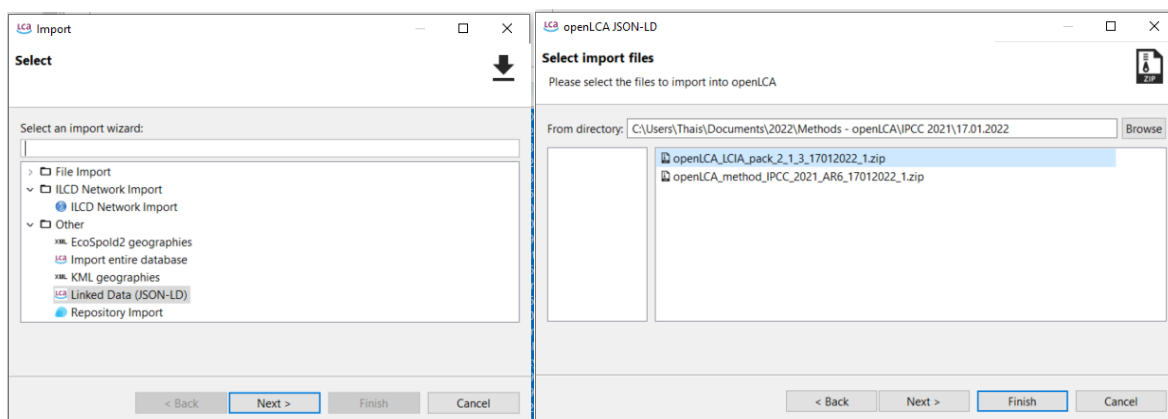 LCa Import
Select
Select an import wizard:
File Import
ILCD Network Import
ILCD Network Import
Other
XML EcoSpold2 geographies
LCa Import entire database
XML KML geographies
LCa Linked Data (JSON-LD)
Repository Import
< Back Next > Finish Cancel
LCa openLCA JSON-LD
Select import files
Please select the files to import into openLCA
ZIP
From directory: C:\Users\Thais\Documents\2022\Methods - openLCA\IPCC 2021\17.01.2022 Browse
openLCA_LCIA_pack_2_1_3_17012022_1.zip
openLCA_method_IPCC_2021_AR6_17012022_1.zip
< Back Next > Finish Cancel